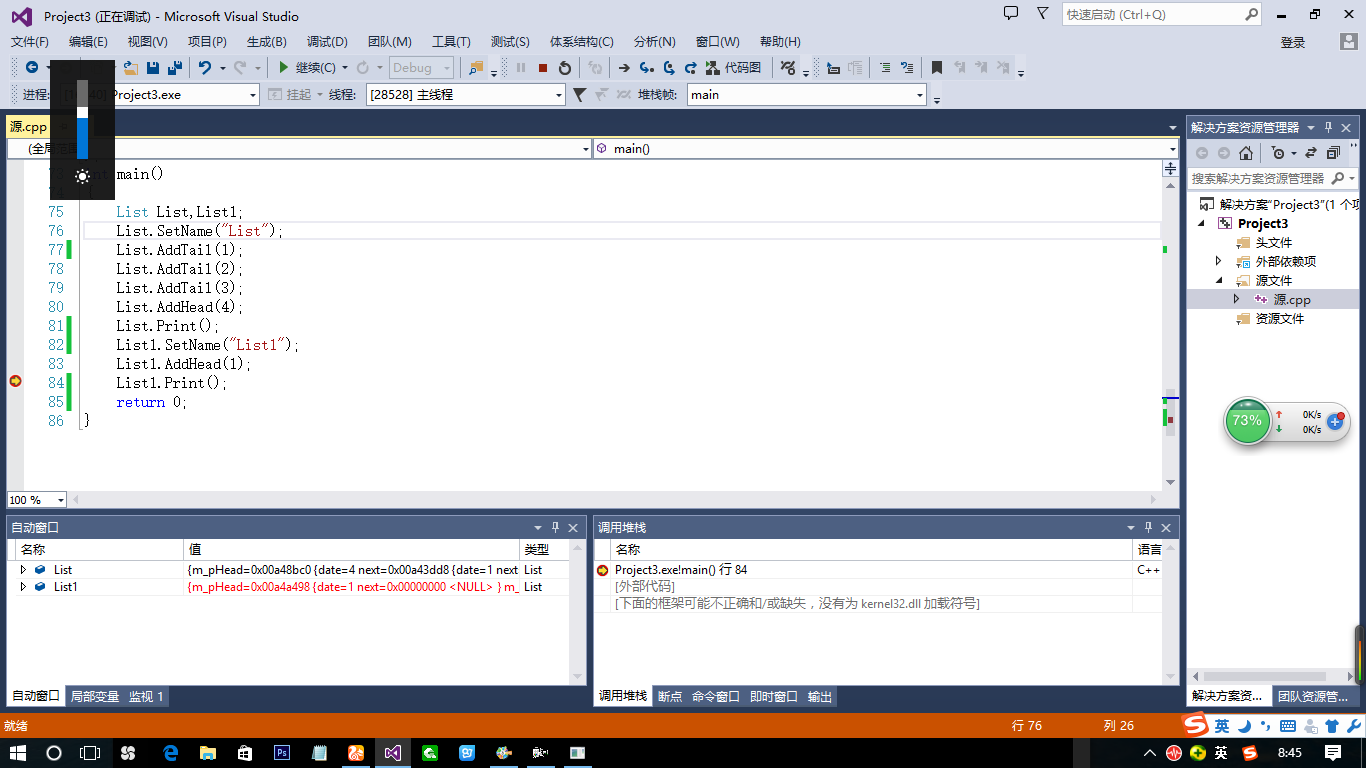 Project3 (正在调试) - Microsoft Visual Studio
快速启动 (Ctrl+Q)
文件(F) 编辑(E) 视图(V) 项目(P) 生成(B) 调试(D) 团队(M) 工具(T) 测试(S) 体系结构(C) 分析(N) 窗口(W) 帮助(H)
登录
继续(C) Debug 代码图
进程: Project3.exe 挂起 线程: [28528] 主线程 堆栈帧: main
源.cpp
(全局范围) main()
main()
75 List List,List1;
76 List.SetName("List");
77 List.AddTail(1);
78 List.AddTail(2);
79 List.AddTail(3);
80 List.AddHead(4);
81 List.Print();
82 List1.SetName("List1");
83 List1.AddHead(1);
84 List1.Print();
85 return 0;
86 }
100 %
解决方案资源管理器
搜索解决方案资源管理器
解决方案"Project3"(1 个项
Project3
头文件
外部依赖项
源文件
源.cpp
资源文件
73%
0K/s
0K/s
自动窗口
名称 值 类型
List {m_pHead=0x00a48bc0 {date=4 next=0x00a43dd8 {date=1 next List
List1 {m_pHead=0x00a4a498 {date=1 next=0x00000000 <NULL> } m_ List
自动窗口 局部变量 监视 1
调用堆栈
名称 语言
Project3.exe!main() 行 84 C++
[外部代码]
[下面的框架可能不正确和/或缺失，没有为 kernel32.dll 加载符号]
调用堆栈 断点 命令窗口 即时窗口 输出
解决方案资... 团队资源管...
就绪 行 76 列 26
英
英 8:45